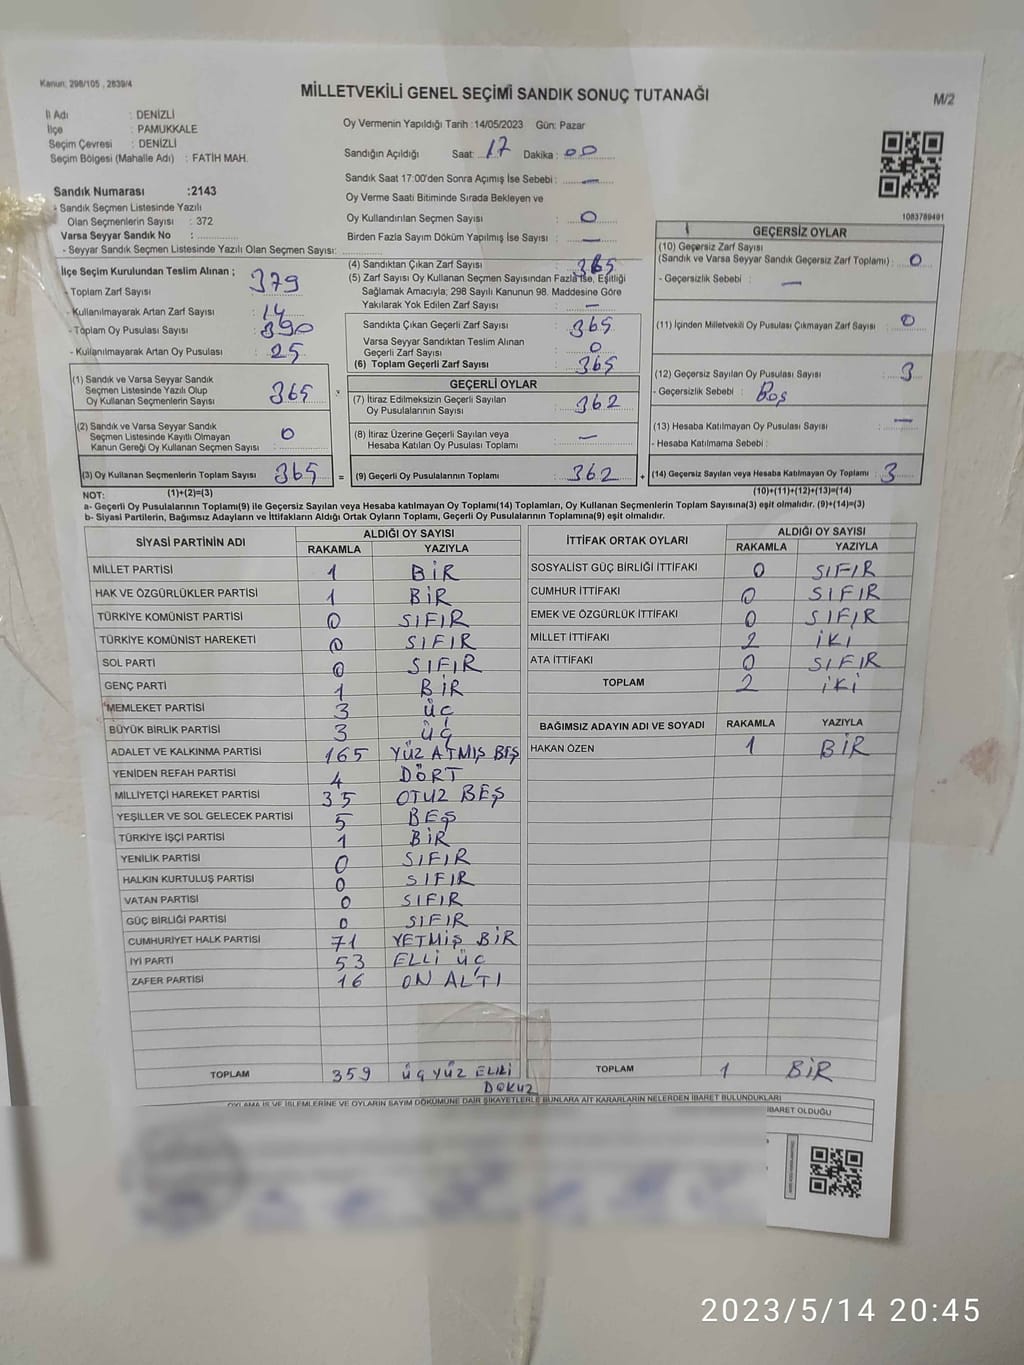 Kanun: 298/105 , 2839/4
MİLLETVEKİLİ GENEL SEÇİMİ SANDIK SONUÇ TUTANAĞI
M/2
İl Adı : DENİZLİ
İlçe : PAMUKKALE
Seçim Çevresi : DENİZLİ
Seçim Bölgesi (Mahalle Adı) : FATİH MAH.
Sandık Numarası :2143
- Sandık Seçmen Listesinde Yazılı
Olan Seçmenlerin Sayısı : 372
Varsa Seyyar Sandık No :
- Seyyar Sandık Seçmen Listesinde Yazılı Olan Seçmen Sayısı:
Oy Vermenin Yapıldığı Tarih :14/05/2023 Gün: Pazar
Sandığın Açıldığı Saat: 17 Dakika : 00
Sandık Saat 17:00'den Sonra Açımış İse Sebebi : —
Oy Verme Saati Bitiminde Sırada Bekleyen ve
Oy Kullandırılan Seçmen Sayısı : 0
Birden Fazla Sayım Döküm Yapılmış İse Sayısı : —
1083789491
İlçe Seçim Kurulundan Teslim Alınan ;
- Toplam Zarf Sayısı : 379
- Kullanılmayarak Artan Zarf Sayısı : 14
- Toplam Oy Pusulası Sayısı : 390
- Kullanılmayarak Artan Oy Pusulası : 25
(1) Sandık ve Varsa Seyyar Sandık
Seçmen Listesinde Yazılı Olup
Oy Kullanan Seçmenlerin Sayısı : 365
(2) Sandık ve Varsa Seyyar Sandık
Seçmen Listesinde Kayıtlı Olmayan
Kanun Gereği Oy Kullanan Seçmen Sayısı : 0
(3) Oy Kullanan Seçmenlerin Toplam Sayısı : 365
(1)+(2)=(3)
(4) Sandıktan Çıkan Zarf Sayısı : 365
(5) Zarf Sayısı Oy Kullanan Seçmen Sayısından Fazla İse, Eşitliği
Sağlamak Amacıyla; 298 Sayılı Kanunun 98. Maddesine Göre
Yakılarak Yok Edilen Zarf Sayısı : —
Sandıkta Çıkan Geçerli Zarf Sayısı : 365
Varsa Seyyar Sandıktan Teslim Alınan
Geçerli Zarf Sayısı : 0
(6) Toplam Geçerli Zarf Sayısı : 365
GEÇERLİ OYLAR
(7) İtiraz Edilmeksizin Geçerli Sayılan
Oy Pusulalarının Sayısı : 362
(8) İtiraz Üzerine Geçerli Sayılan veya
Hesaba Katılan Oy Pusulası Toplamı : —
= (9) Geçerli Oy Pusulalarının Toplamı : 362
GEÇERSİZ OYLAR
(10) Geçersiz Zarf Sayısı
(Sandık ve Varsa Seyyar Sandık Geçersiz Zarf Toplamı) : 0
- Geçersizlik Sebebi : —
(11) İçinden Milletvekili Oy Pusulası Çıkmayan Zarf Sayısı : 0
(12) Geçersiz Sayılan Oy Pusulası Sayısı : 3
- Geçersizlik Sebebi : Boş
(13) Hesaba Katılmayan Oy Pusulası Sayısı : —
- Hesaba Katılmama Sebebi :
+ (14) Geçersiz Sayılan veya Hesaba Katılmayan Oy Toplamı : 3
(10)+(11)+(12)+(13)=(14)
NOT:
a- Geçerli Oy Pusulalarının Toplamı(9) ile Geçersiz Sayılan veya Hesaba katılmayan Oy Toplamı(14) Toplamları, Oy Kullanan Seçmenlerin Toplam Sayısına(3) eşit olmalıdır. (9)+(14)=(3)
b- Siyasi Partilerin, Bağımsız Adayların ve İttifakların Aldığı Ortak Oyların Toplamı, Geçerli Oy Pusulalarının Toplamına(9) eşit olmalıdır.
SİYASİ PARTİNİN ADI ALDIĞI OY SAYISI
RAKAMLA YAZIYLA
MİLLET PARTİSİ 1 BİR
HAK VE ÖZGÜRLÜKLER PARTİSİ 1 BİR
TÜRKİYE KOMÜNİST PARTİSİ 0 SIFIR
TÜRKİYE KOMÜNİST HAREKETİ 0 SIFIR
SOL PARTİ 0 SIFIR
GENÇ PARTİ 1 BİR
MEMLEKET PARTİSİ 3 ÜÇ
BÜYÜK BİRLİK PARTİSİ 3 ÜÇ
ADALET VE KALKINMA PARTİSİ 165 YÜZ ATMIŞ BEŞ
YENİDEN REFAH PARTİSİ 4 DÖRT
MİLLİYETÇİ HAREKET PARTİSİ 35 OTUZ BEŞ
YEŞİLLER VE SOL GELECEK PARTİSİ 5 BEŞ
TÜRKİYE İŞÇİ PARTİSİ 1 BİR
YENİLİK PARTİSİ 0 SIFIR
HALKIN KURTULUŞ PARTİSİ 0 SIFIR
VATAN PARTİSİ 0 SIFIR
GÜÇ BİRLİĞİ PARTİSİ 0 SIFIR
CUMHURİYET HALK PARTİSİ 71 YETMİŞ BİR
İYİ PARTİ 53 ELLİ ÜÇ
ZAFER PARTİSİ 16 ON ALTI
TOPLAM 359 ÜÇ YÜZ ELLİ
DOKUZ
İTTİFAK ORTAK OYLARI ALDIĞI OY SAYISI
RAKAMLA YAZIYLA
SOSYALİST GÜÇ BİRLİĞİ İTTİFAKI 0 SIFIR
CUMHUR İTTİFAKI 0 SIFIR
EMEK VE ÖZGÜRLÜK İTTİFAKI 0 SIFIR
MİLLET İTTİFAKI 2 İKİ
ATA İTTİFAKI 0 SIFIR
TOPLAM 2 İKİ
BAĞIMSIZ ADAYIN ADI VE SOYADI RAKAMLA YAZIYLA
HAKAN ÖZEN 1 BİR
TOPLAM 1 BİR
OYLAMA İŞ VE İŞLEMLERİNE VE OYLARIN SAYIM DÖKÜMÜNE DAİR ŞİKAYETLERLE BUNLARA AİT KARARLARIN NELERDEN İBARET BULUNDUKLARI
İBARET OLDUĞU
2023/5/14 20:45